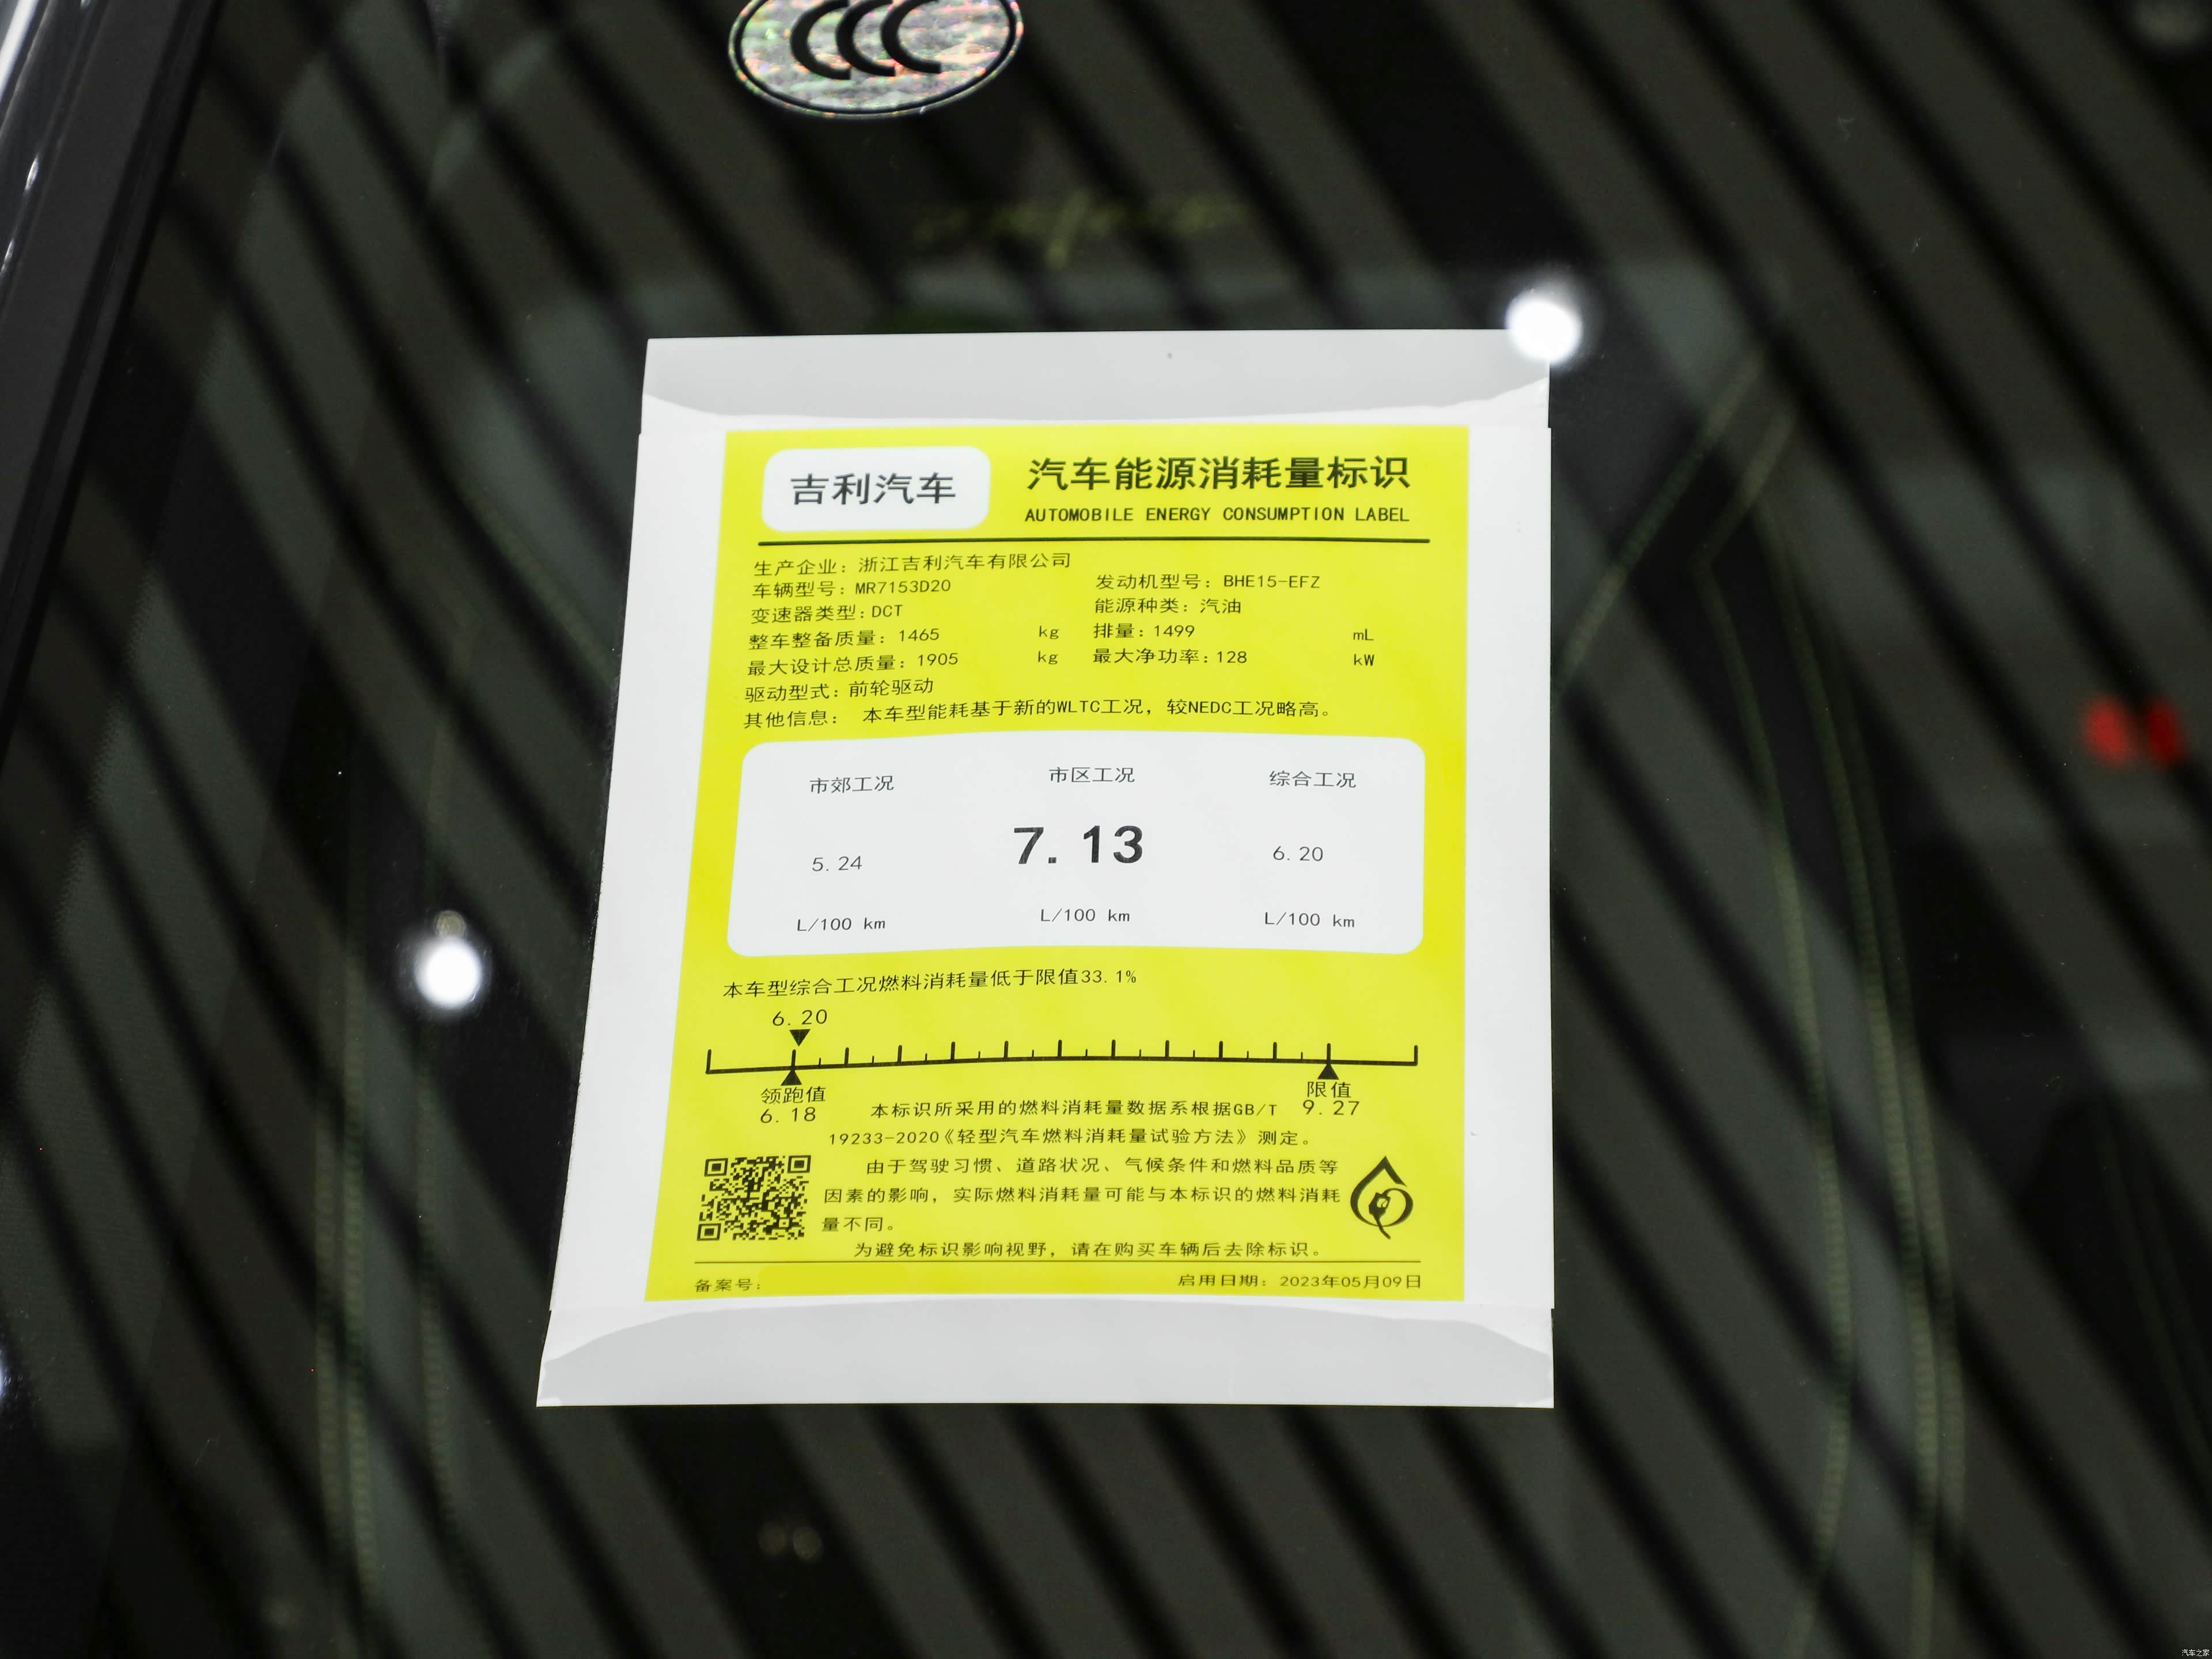 CCC
吉利汽车
汽车能源消耗量标识
AUTOMOBILE ENERGY CONSUMPTION LABEL
生产企业：浙江吉利汽车有限公司
车辆型号：MR7153D20 发动机型号：BHE15-EFZ
变速器类型：DCT 能源种类：汽油
整车整备质量：1465 kg 排量：1499 mL
最大设计总质量：1905 kg 最大净功率：128 kW
驱动型式：前轮驱动
其他信息： 本车型能耗基于新的WLTC工况，较NEDC工况略高。
市郊工况 市区工况 综合工况
5.24 7.13 6.20
L/100 km L/100 km L/100 km
本车型综合工况燃料消耗量低于限值33.1%
6.20
领跑值 限值
6.18 9.27
本标识所采用的燃料消耗量数据系根据GB/T
19233-2020《轻型汽车燃料消耗量试验方法》测定。
由于驾驶习惯、道路状况、气候条件和燃料品质等
因素的影响，实际燃料消耗量可能与本标识的燃料消耗
量不同。
为避免标识影响视野，请在购买车辆后去除标识。
备案号： 启用日期：2023年05月09日
汽车之家